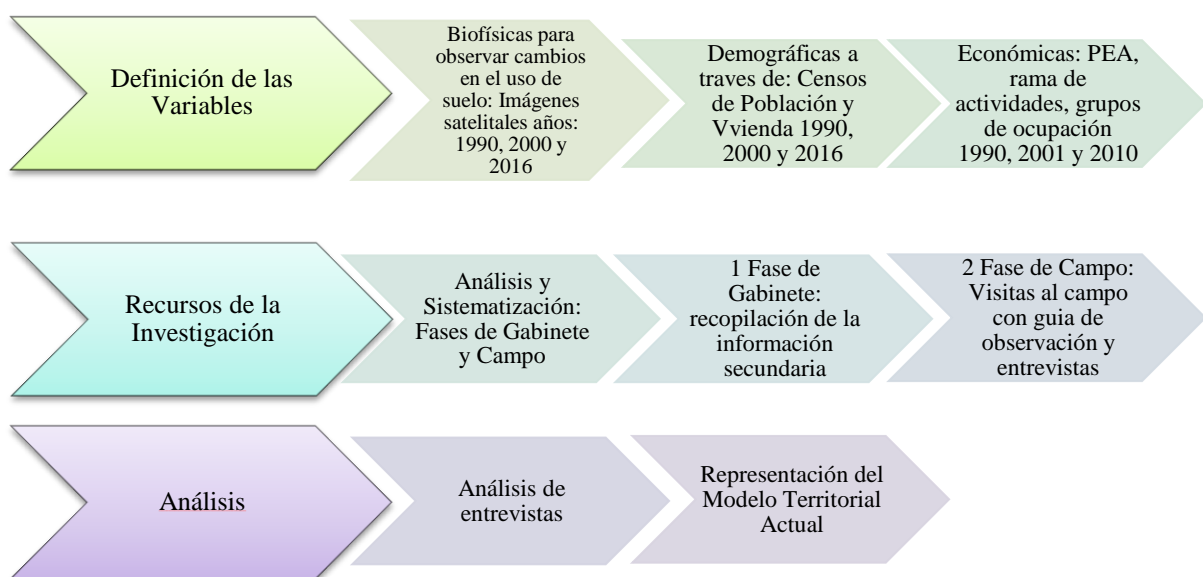 Definición de las
Variables
Biofísicas para
observar cambios
en el uso de
suelo: Imágenes
satelitales años:
1990, 2000 y
2016
Demográficas a
traves de: Censos
de Población y
Vvienda 1990,
2000 y 2016
Económicas: PEA,
rama de
actividades, grupos
de ocupación
1990, 2001 y 2010
Recursos de la
Investigación
Análisis y
Sistematización:
Fases de Gabinete
y Campo
1 Fase de
Gabinete:
recopilación de la
información
secundaria
2 Fase de Campo:
Visitas al campo
con guia de
observación y
entrevistas
Análisis
Análisis de
entrevistas
Representación del
Modelo Territorial
Actual